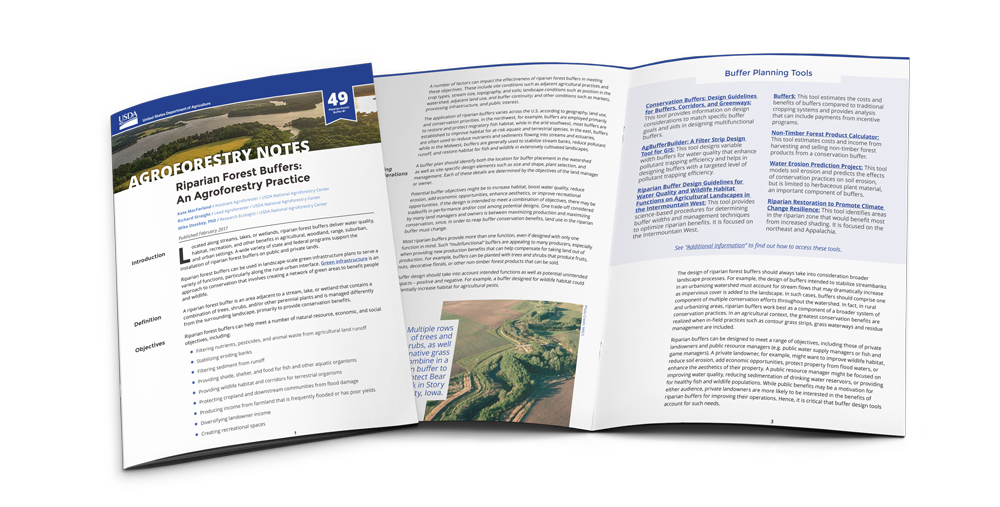 USDA
United States Department of Agriculture
49
AGROFORESTRY NOTES
Riparian Forest Buffers:
An Agroforestry Practice
Kate MacFarland / Assistant Agroforester / USDA National Agroforestry Center
Richard Straight / Lead Agroforester / USDA National Agroforestry Center
Mike Dosskey, PhD / Research Ecologist / USDA National Agroforestry Center
Published February 2017
Introduction
Located along streams, lakes, or wetlands, riparian forest buffers deliver water quality,
habitat, recreation, and other benefits in agricultural, woodland, range, suburban,
and urban settings. A wide variety of state and federal programs support the
installation of riparian forest buffers on public and private lands.
Riparian forest buffers can be used in landscape-scale green infrastructure plans to serve a
variety of functions, particularly along the rural-urban interface. Green infrastructure is an
approach to conservation that involves creating a network of green areas to benefit people
and wildlife.
Definition
A riparian forest buffer is an area adjacent to a stream, lake, or wetland that contains a
combination of trees, shrubs, and/or other perennial plants and is managed differently
from the surrounding landscape, primarily to provide conservation benefits.
Objectives
Riparian forest buffers can help meet a number of natural resource, economic, and social
objectives, including:
Filtering nutrients, pesticides, and animal waste from agricultural land runoff
Stabilizing eroding banks
Filtering sediment from runoff
Providing shade, shelter, and food for fish and other aquatic organisms
Providing wildlife habitat and corridors for terrestrial organisms
Protecting cropland and downstream communities from flood damage
Producing income from farmland that is frequently flooded or has poor yields
Diversifying landowner income
Creating recreational spaces
1
A number of factors can impact the effectiveness of riparian forest buffers in meeting
these objectives. These include site conditions such as adjacent agricultural practices and
crop types, stream size, topography, and soils; landscape conditions such as position in the
watershed, adjacent land use, and buffer continuity; and other conditions such as markets,
processing infrastructure, and public interest.
The application of riparian buffers varies across the U.S. according to geography, land use,
and conservation priorities. In the northwest, for example, buffers are employed primarily
to restore and protect migratory fish habitat, while in the arid southwest, most buffers are
established to improve habitat for at-risk aquatic and terrestrial species. In the east, buffers
are often used to reduce nutrients and sediments flowing into streams and estuaries,
while in the Midwest, buffers are generally used to stabilize stream banks, reduce pollutant
runoff, and restore habitat for fish and wildlife in extensively cultivated landscapes.
A buffer plan should identify both the location for buffer placement in the watershed
as well as site-specific design elements such as size and shape, plant selection, and
management. Each of these details are determined by the objectives of the land manager
or owner.
Potential buffer objectives might be to increase habitat, boost water quality, reduce
erosion, add economic opportunities, enhance aesthetics, or improve recreational
opportunities. If the design is intended to meet a combination of objectives, there may be
tradeoffs in performance and/or cost among potential designs. One trade-off considered
by many land managers and owners is between maximizing production and maximizing
conservation, since, in order to reap buffer conservation benefits, land use in the riparian
buffer must change.
Most riparian buffers provide more than one function, even if designed with only one
function in mind. Such "multifunctional" buffers are appealing to many producers, especially
when providing new production benefits that can help compensate for taking land out of
production. For example, buffers can be planted with trees and shrubs that produce fruits,
nuts, decorative florals, or other non-timber forest products that can be sold.
uffer design should take into account intended functions as well as potential unintended
pacts – positive and negative. For example, a buffer designed for wildlife habitat could
entially increase habitat for agricultural pests.
Multiple rows
of trees and
rubs, as well
native grass
ombine in a
n buffer to
otect Bear
k in Story
ty, Iowa.
Buffer Planning Tools
Conservation Buffers: Design Guidelines
for Buffers, Corridors, and Greenways:
This tool provides information on design
considerations to match specific buffer
goals and aids in designing multifunctional
buffers.
AgBufferBuilder: A Filter Strip Design
Tool for GIS: This tool designs variable
width buffers for water quality that enhance
pollutant trapping efficiency and helps in
designing buffers with a targeted level of
pollutant trapping efficiency.
Riparian Buffer Design Guidelines for
Water Quality and Wildlife Habitat
Functions on Agricultural Landscapes in
the Intermountain West: This tool provides
science-based procedures for determining
buffer widths and management techniques
to optimize riparian benefits. It is focused on
the Intermountain West.
Buffer$: This tool estimates the costs and
benefits of buffers compared to traditional
cropping systems and provides analysis
that can include payments from incentive
programs.
Non-Timber Forest Product Calculator:
This tool estimates costs and income from
harvesting and selling non-timber forest
products from a conservation buffer.
Water Erosion Prediction Project: This tool
models soil erosion and predicts the effects
of conservation practices on soil erosion,
but is limited to herbaceous plant material,
an important component of buffers.
Riparian Restoration to Promote Climate
Change Resilience: This tool identifies areas
in the riparian zone that would benefit most
from increased shading. It is focused on the
northeast and Appalachia.
See "Additional Information" to find out how to access these tools.
The design of riparian forest buffers should always take into consideration broader
landscape processes. For example, the design of buffers intended to stabilize streambanks
in an urbanizing watershed must account for stream flows that may dramatically increase
as impervious cover is added to the landscape. In such cases, buffers should comprise one
component of multiple conservation efforts throughout the watershed. In fact, in rural
and urbanizing areas, riparian buffers work best as a component of a broader system of
conservation practices. In an agricultural context, the greatest conservation benefits are
realized when in-field practices such as contour grass strips, grass waterways and residue
management are included.
Riparian buffers can be designed to meet a range of objectives, including those of private
landowners and public resource managers (e.g. public water supply managers or fish and
game managers). A private landowner, for example, might want to improve wildlife habitat,
reduce soil erosion, add economic opportunities, protect property from flood waters, or
enhance the aesthetics of their property. A public resource manager might be focused on
improving water quality, reducing sedimentation of drinking water reservoirs, or providing
for healthy fish and wildlife populations. While public benefits may be a motivation for
either audience, private landowners are more likely to be interested in the benefits of
riparian buffers for improving their operations. Hence, it is critical that buffer design tools
account for such needs.
3